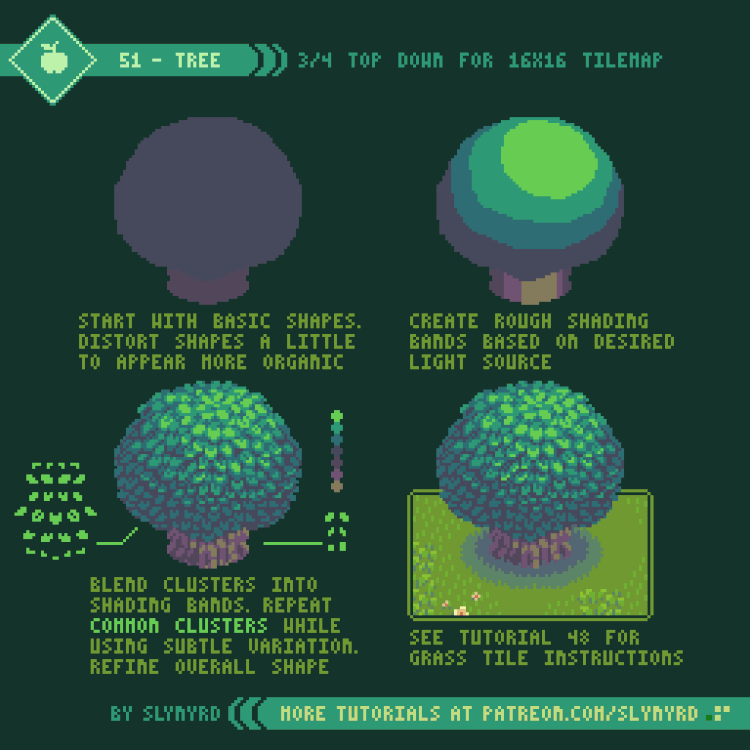 51 - TREE
3/4 TOP DOWN FOR 16X16 TILEMAP
START WITH BASIC SHAPES.
DISTORT SHAPES A LITTLE
TO APPEAR MORE ORGANIC
CREATE ROUGH SHADING
BANDS BASED ON DESIRED
LIGHT SOURCE
BLEND CLUSTERS INTO
SHADING BANDS. REPEAT
COMMON CLUSTERS WHILE
USING SUBTLE VARIATION.
REFINE OVERALL SHAPE
SEE TUTORIAL 48 FOR
GRASS TILE INSTRUCTIONS
BY SLYNYRD
MORE TUTORIALS AT PATREON.COM/SLYNYRD